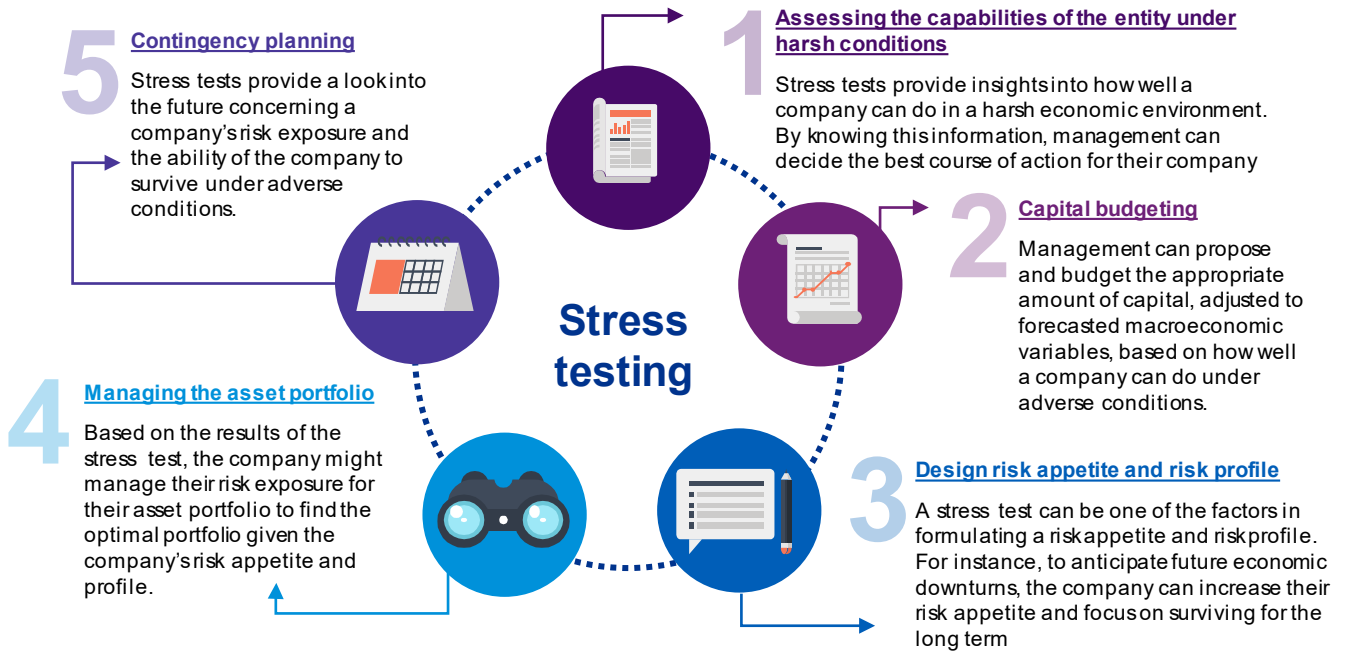 1
Assessing the capabilities of the entity under
harsh conditions
Stress tests provide insights into how well a
company can do in a harsh economic environment.
By knowing this information, management can
decide the best course of action for their company
2
Capital budgeting
Management can propose
and budget the appropriate
amount of capital, adjusted to
forecasted macroeconomic
variables, based on how well
a company can do under
adverse conditions.
3
Design risk appetite and risk profile
A stress test can be one of the factors in
formulating a risk appetite and risk profile.
For instance, to anticipate future economic
downturns, the company can increase their
risk appetite and focus on surviving for the
long term
4
Managing the asset portfolio
Based on the results of the
stress test, the company might
manage their risk exposure for
their asset portfolio to find the
optimal portfolio given the
company's risk appetite and
profile.
5
Contingency planning
Stress tests provide a look into
the future concerning a
company's risk exposure and
the ability of the company to
survive under adverse
conditions.
Stress
testing